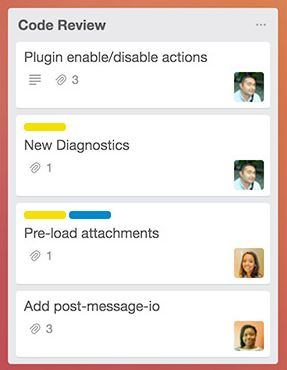 Code Review
Plugin enable/disable actions
3
New Diagnostics
1
Pre-load attachments
1
Add post-message-io
3